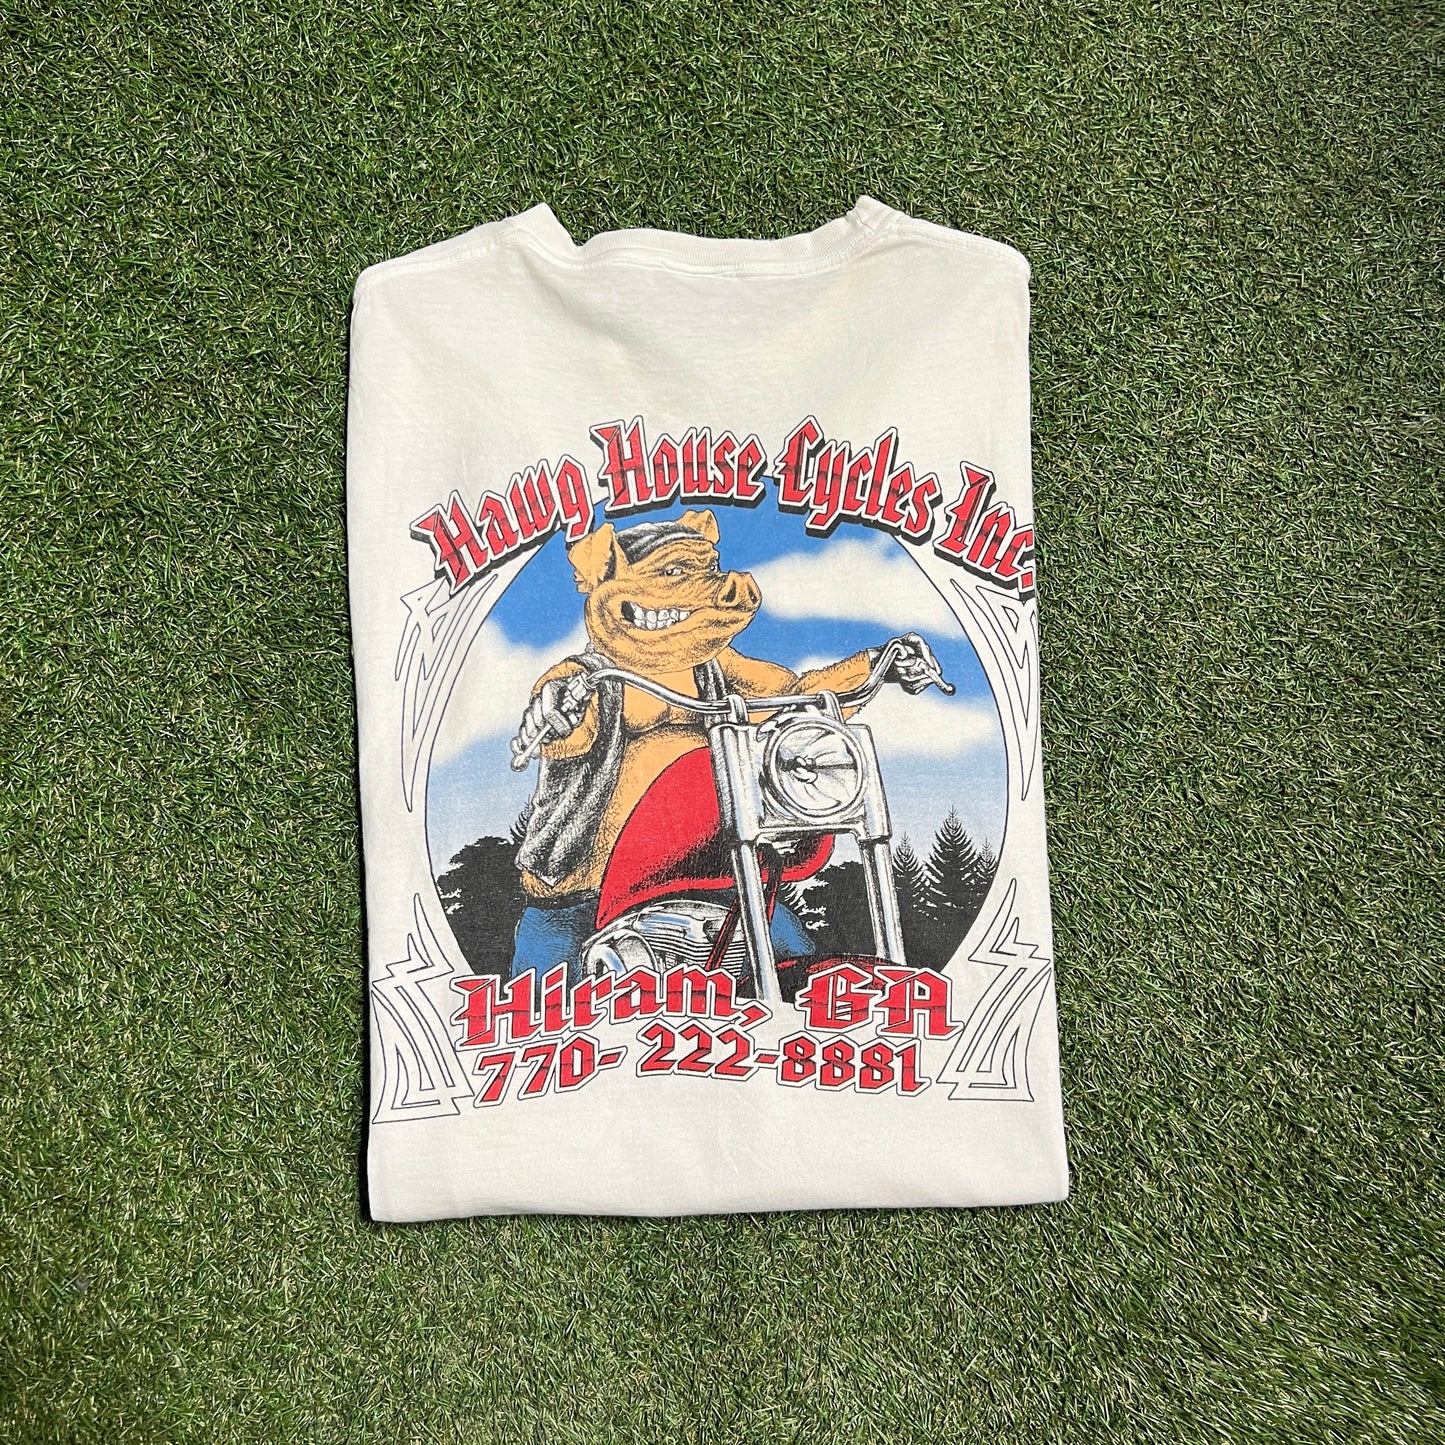 Hawg House Cycles Inc.
Hiram, GA
770-222-8881